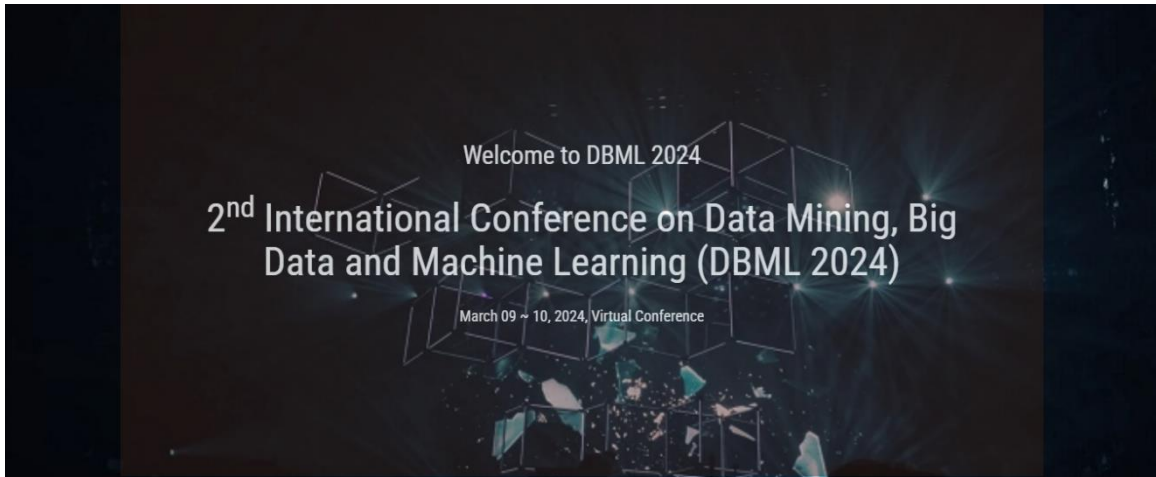 Welcome to DBML 2024
2nd International Conference on Data Mining, Big
Data and Machine Learning (DBML 2024)
March 09 ~ 10, 2024, Virtual Conference